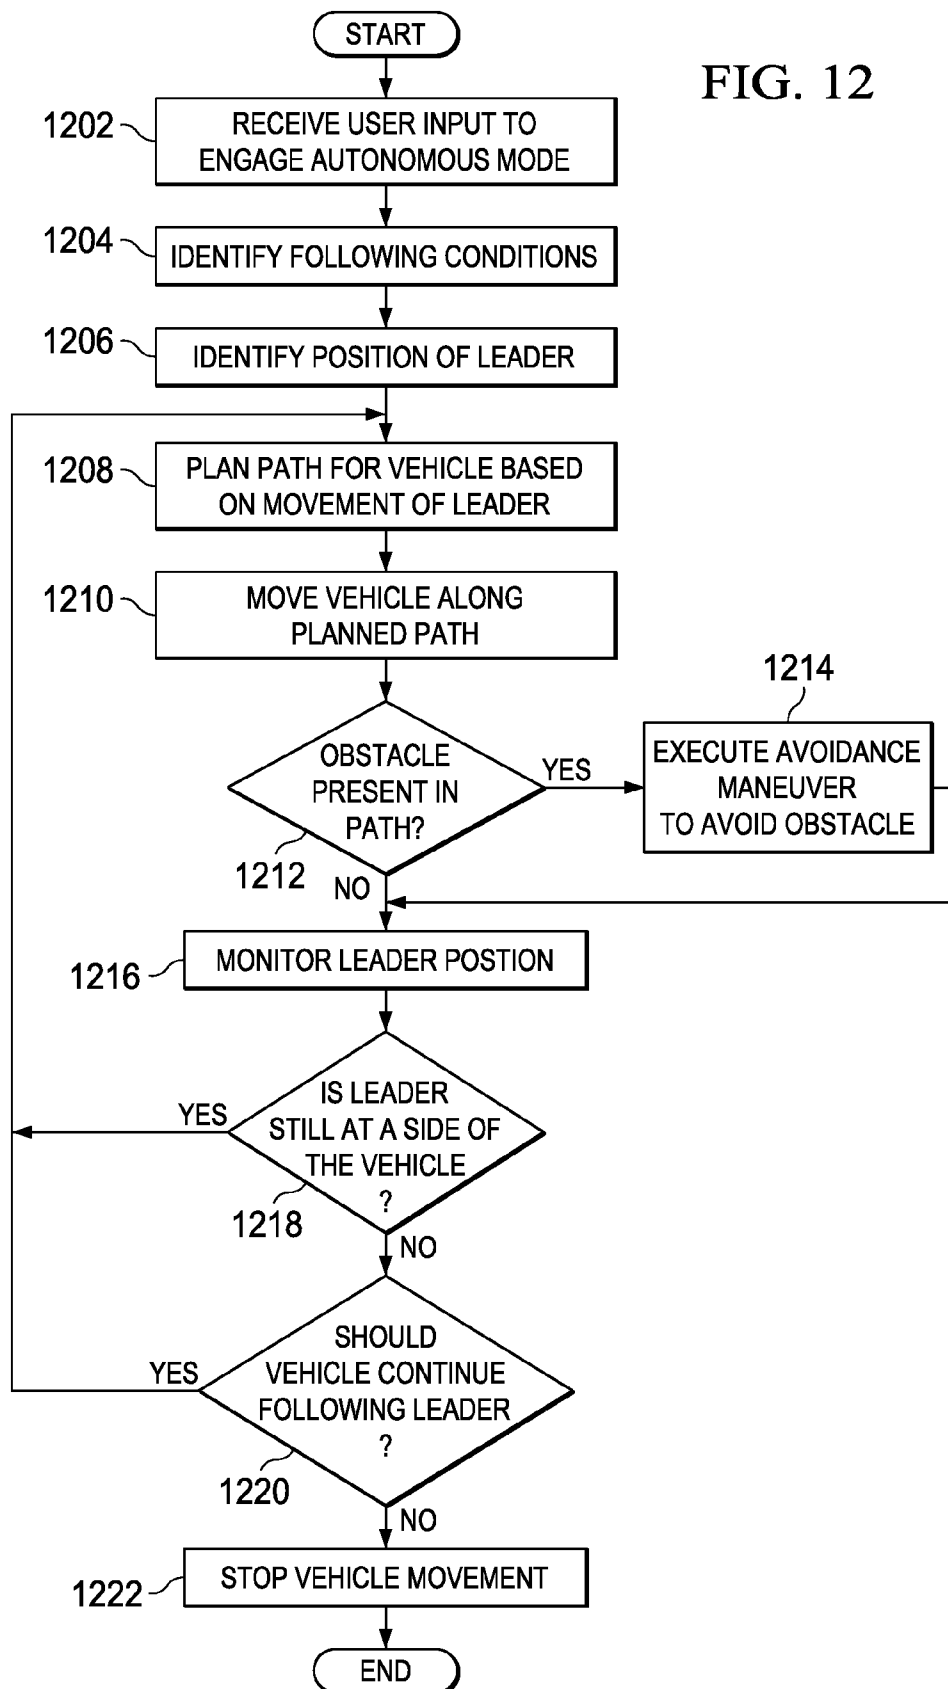 START
FIG. 12
1202
RECEIVE USER INPUT TO
ENGAGE AUTONOMOUS MODE
1204
IDENTIFY FOLLOWING CONDITIONS
1206
IDENTIFY POSITION OF LEADER
1208
PLAN PATH FOR VEHICLE BASED
ON MOVEMENT OF LEADER
1210
MOVE VEHICLE ALONG
PLANNED PATH
1214
OBSTACLE
PRESENT IN
PATH?
YES
EXECUTE AVOIDANCE
MANEUVER
TO AVOID OBSTACLE
1212
NO
1216
MONITOR LEADER POSTION
YES
IS LEADER
STILL AT A SIDE OF
THE VEHICLE
?
1218
NO
YES
SHOULD
VEHICLE CONTINUE
FOLLOWING LEADER
?
1220
NO
1222
STOP VEHICLE MOVEMENT
END